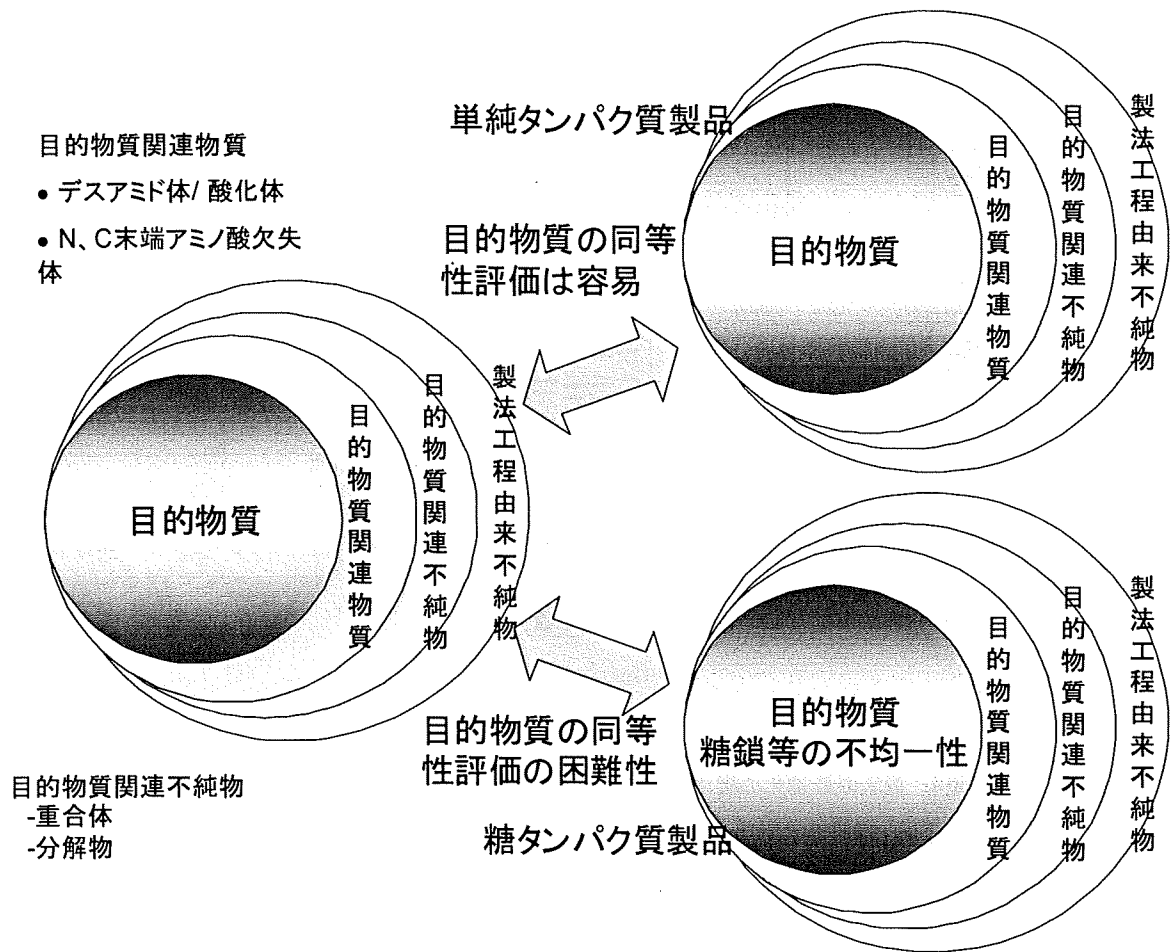 目的物質関連物質
• デスアミド体/ 酸化体
• N、C末端アミノ酸欠失
体
目的物質
目的物質関連物質
目的物質関連不純物
製法工程由来不純物
目的物質関連不純物
-重合体
-分解物
目的物質の同等
性評価は容易
単純タンパク質製品
目的物質
目的物質関連物質
目的物質関連不純物
製法工程由来不純物
目的物質の同等
性評価の困難性
糖タンパク質製品
目的物質
糖鎖等の不均一性
目的物質関連物質
目的物質関連不純物
製法工程由来不純物